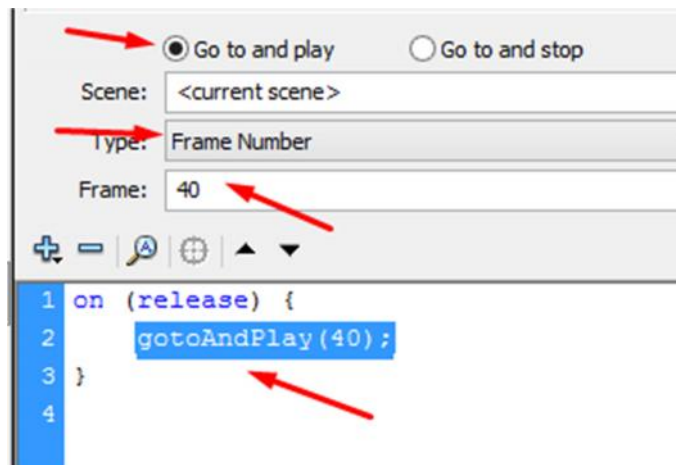 Go to and play Go to and stop
Scene: <current scene>
Type: Frame Number
Frame: 40
1 on (release) {
2 gotoAndPlay(40);
3 }
4